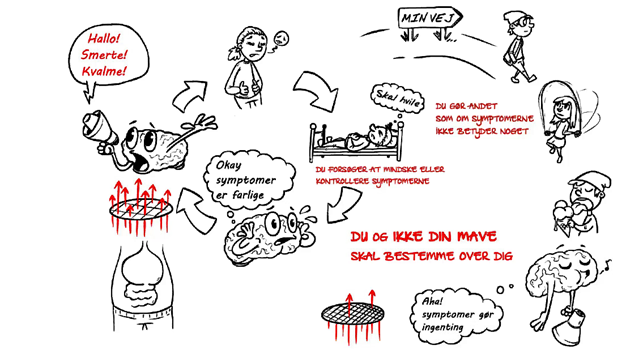 Hallo!
Smerte!
Kvalme!
MIN VEJ
Skal hvile
DU GØR ANDET
SOM OM SYMPTOMERNE
IKKE BETYDER NOGET
DU FORSØGER AT MINDSKE ELLER
KONTROLLERE SYMPTOMERNE
Okay
symptomer
er farlige
DU OG IKKE DIN MAVE
SKAL BESTEMME OVER DIG
Aha!
symptomer gør
ingenting